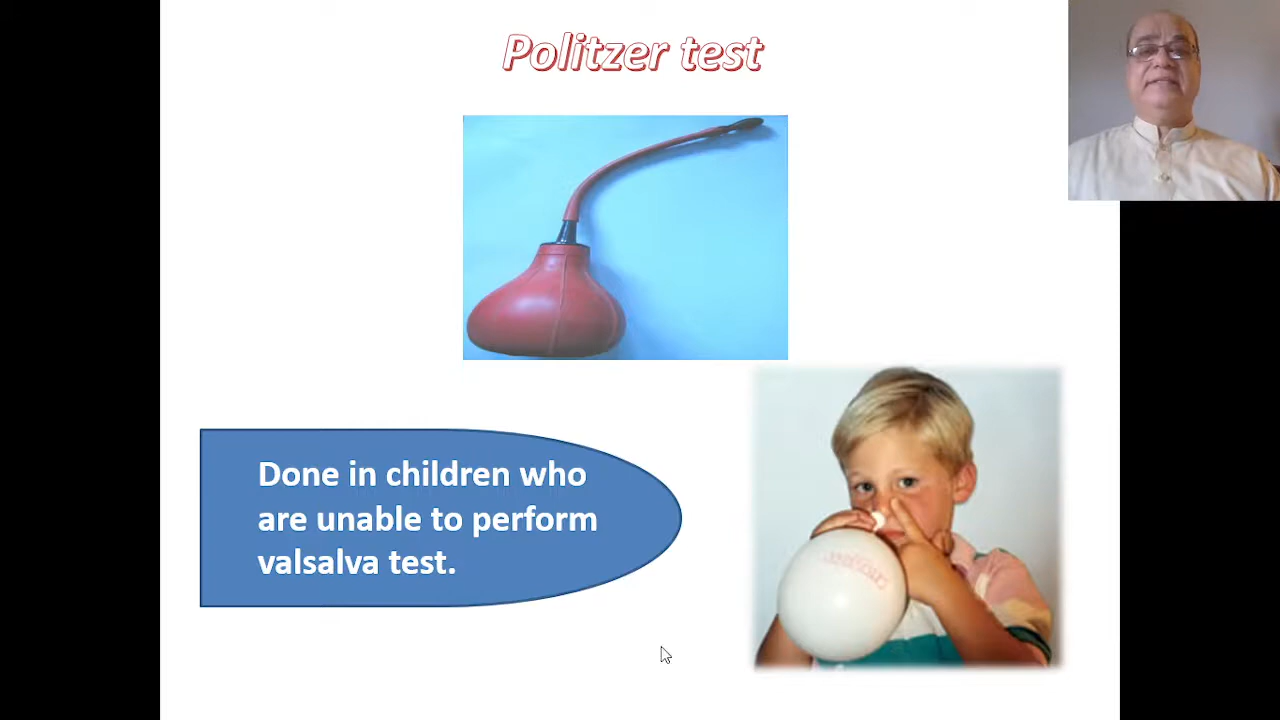 Politzer test
Done in children who
are unable to perform
valsalva test.